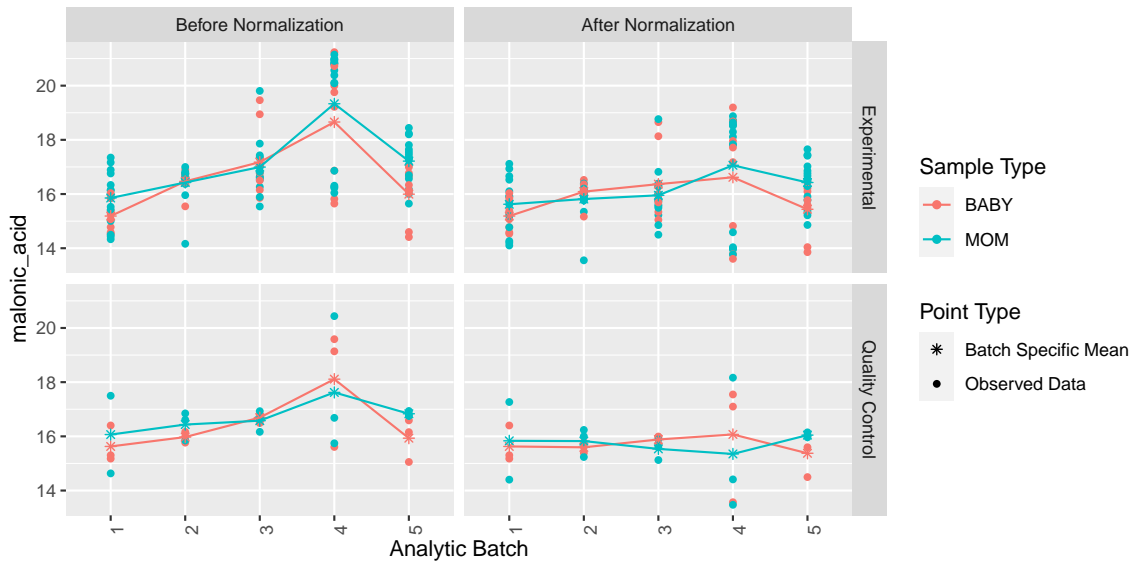 Before Normalization
After Normalization
malonic_acid
20
18
16
14
Experimental
20
18
16
14
Quality Control
1
2
3
4
5
1
2
3
4
5
Analytic Batch
Sample Type
BABY
MOM
Point Type
Batch Specific Mean
Observed Data